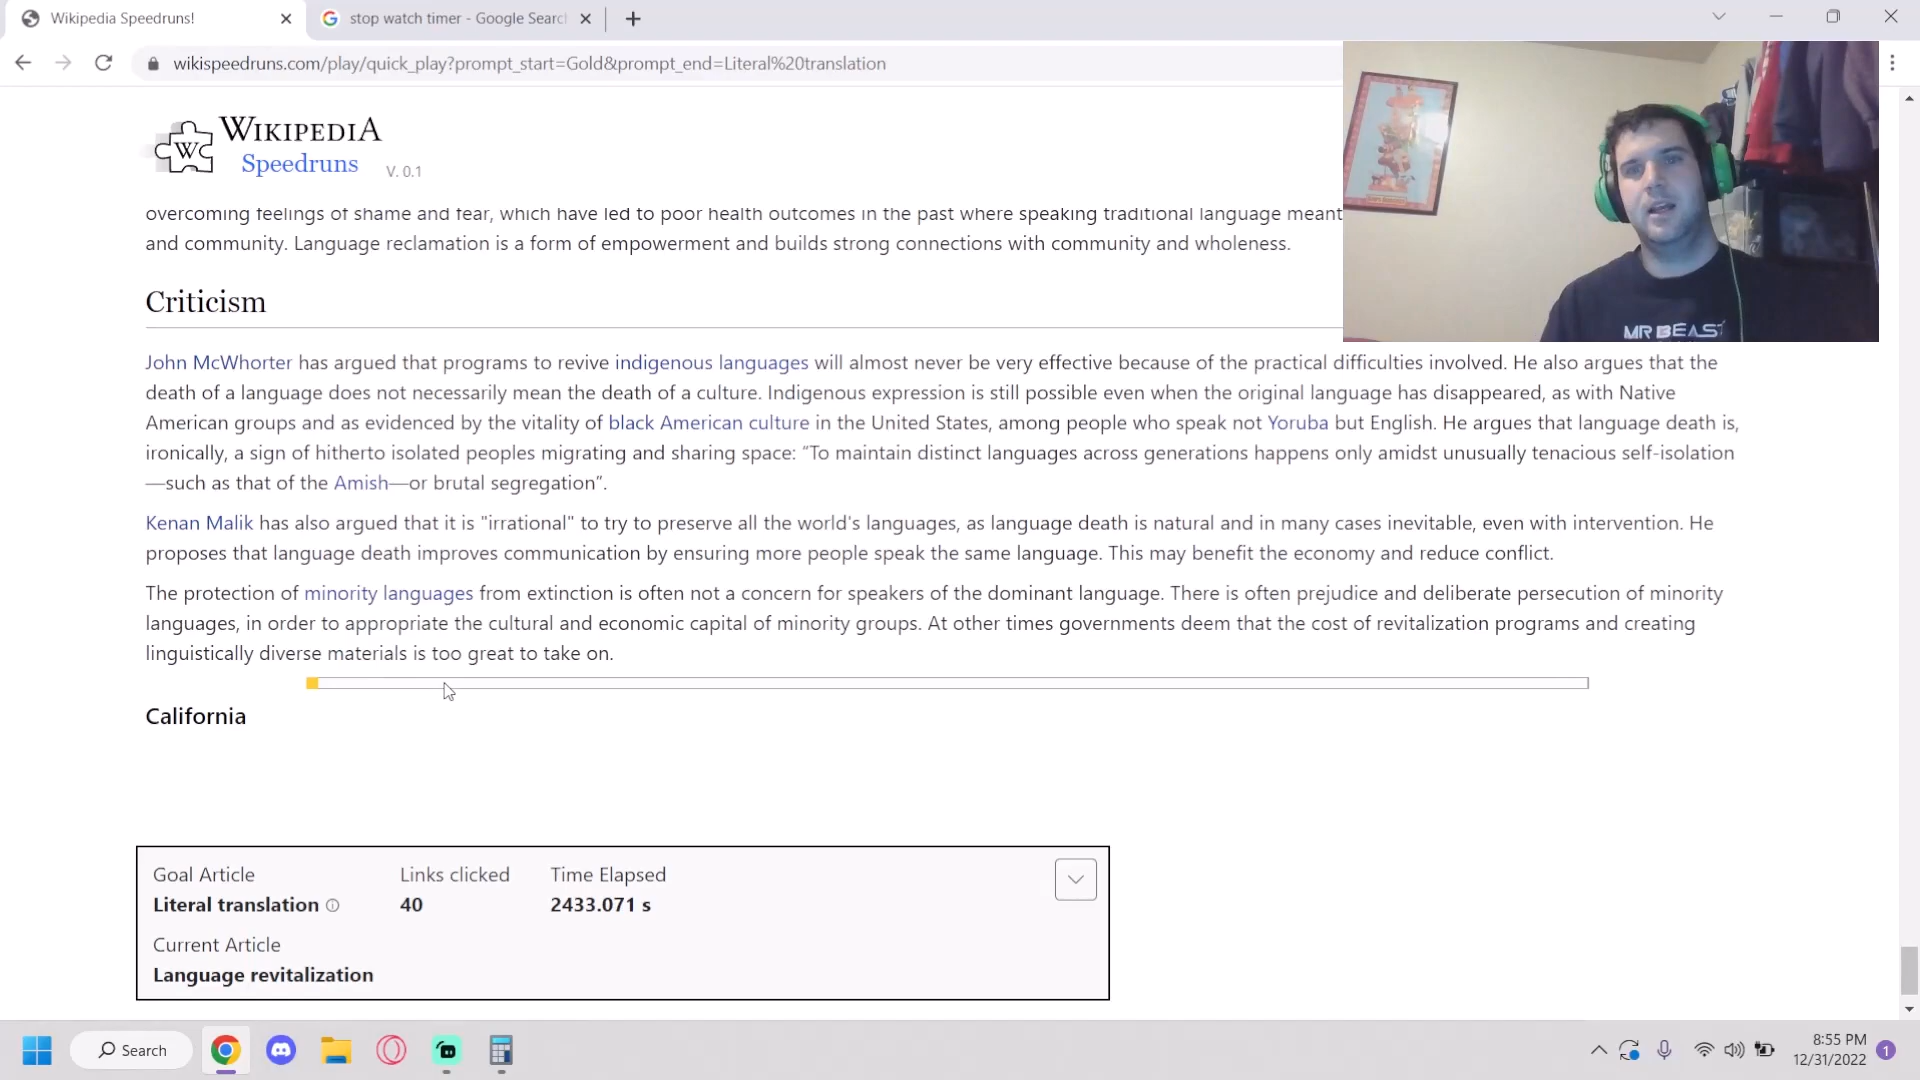 Wikipedia Speedruns!
stop watch timer - Google Searc
wikispeedruns.com/play/quick_play?prompt_start=Gold&prompt_end=Literal%20translation
W
WIKIPEDIA
Speedruns V. 0.1
overcoming feelings of shame and fear, which have led to poor health outcomes in the past where speaking traditional language meant
and community. Language reclamation is a form of empowerment and builds strong connections with community and wholeness.
MR BEAST
Criticism
John McWhorter has argued that programs to revive indigenous languages will almost never be very effective because of the practical difficulties involved. He also argues that the
death of a language does not necessarily mean the death of a culture. Indigenous expression is still possible even when the original language has disappeared, as with Native
American groups and as evidenced by the vitality of black American culture in the United States, among people who speak not Yoruba but English. He argues that language death is,
ironically, a sign of hitherto isolated peoples migrating and sharing space: “To maintain distinct languages across generations happens only amidst unusually tenacious self-isolation
—such as that of the Amish—or brutal segregation”.
Kenan Malik has also argued that it is "irrational" to try to preserve all the world's languages, as language death is natural and in many cases inevitable, even with intervention. He
proposes that language death improves communication by ensuring more people speak the same language. This may benefit the economy and reduce conflict.
The protection of minority languages from extinction is often not a concern for speakers of the dominant language. There is often prejudice and deliberate persecution of minority
languages, in order to appropriate the cultural and economic capital of minority groups. At other times governments deem that the cost of revitalization programs and creating
linguistically diverse materials is too great to take on.
California
Goal Article Links clicked Time Elapsed
Literal translation 40 2433.071 s
Current Article
Language revitalization
Search
8:55 PM
12/31/2022
1